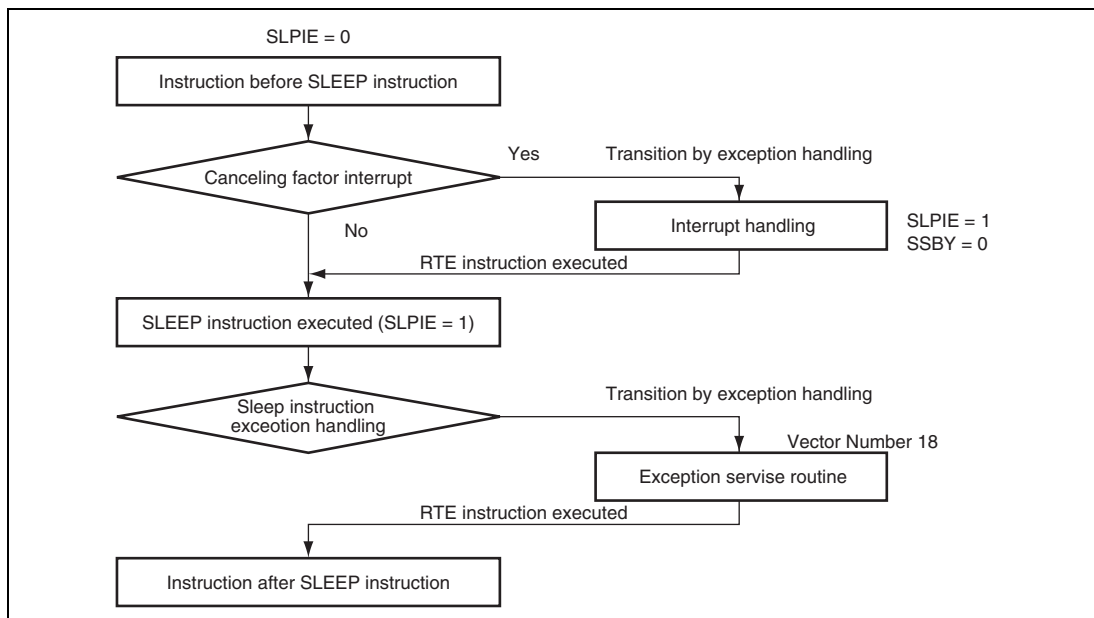 SLPIE = 0
Instruction before SLEEP instruction
Canceling factor interrupt
Yes
Transition by exception handling
Interrupt handling
SLPIE = 1
SSBY = 0
No
RTE instruction executed
SLEEP instruction executed (SLPIE = 1)
Sleep instruction
exceotion handling
Transition by exception handling
Vector Number 18
Exception servise routine
RTE instruction executed
Instruction after SLEEP instruction